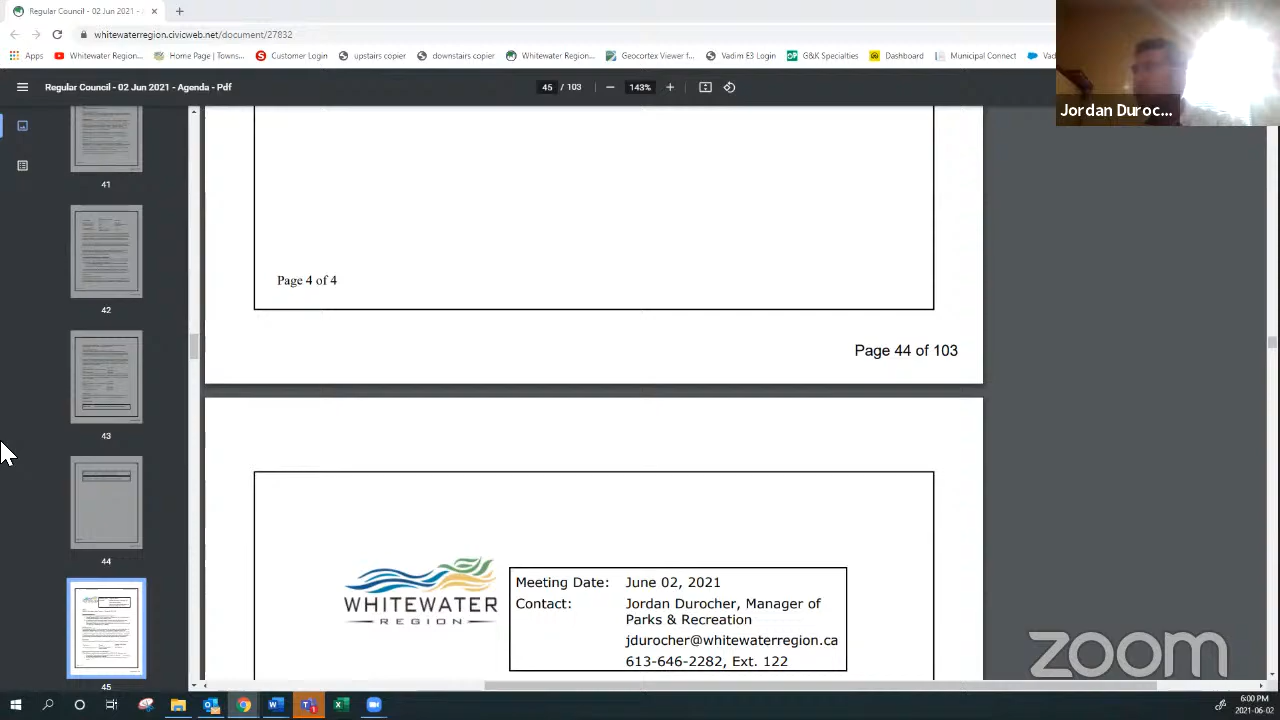 Regular Council - 02 Jun 2021 -
whitewaterregion.civicweb.net/document/27832
Apps
Whitewater Region...
Home Page | Towns...
Customer Login
upstairs copier
downstairs copier
Whitewater Region...
Geocortex Viewer f...
Vadim E3 Login
G&K Specialties
Dashboard
Municipal Connect
Vad
Regular Council - 02 Jun 2021 - Agenda - Pdf
45 / 103
143%
Jordan Duroc...
41
42
43
44
45
Page 4 of 4
Page 44 of 103
WHITEWATER
REGION
Meeting Date: June 02, 2021
Contact: Jordan Durocher, Manager of
Parks & Recreation
jdurocher@whitewaterregion.ca
613-646-2282, Ext. 122
zoom
6:00 PM
2021-06-02